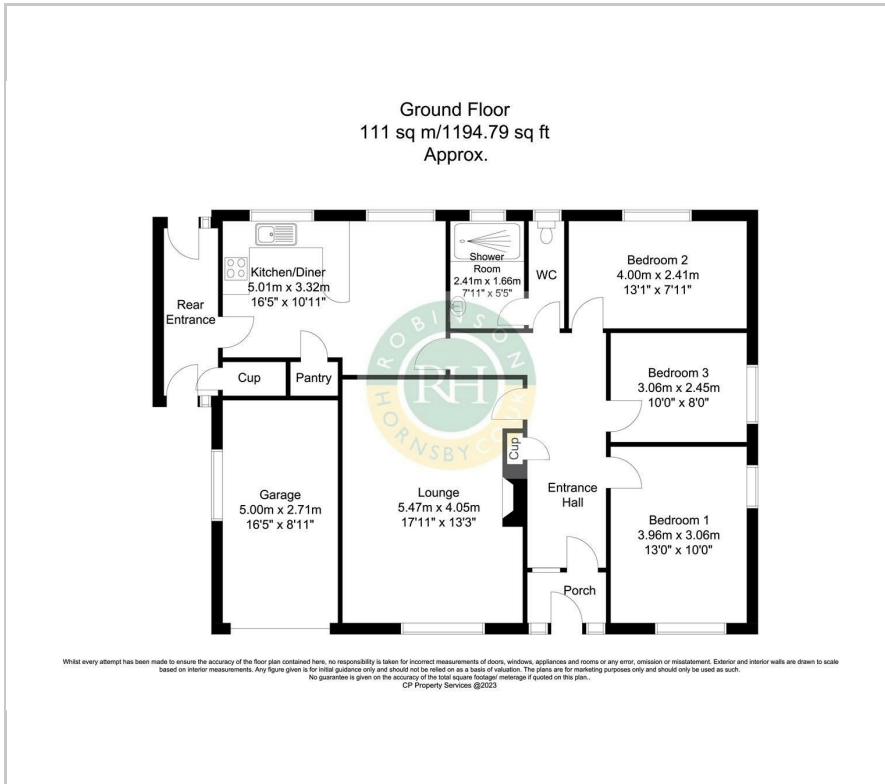 Ground Floor
111 sq m/1194.79 sq ft
Approx.
Kitchen/Diner
5.01m x 3.32m
16'5" x 10'11"
Shower
Room
2.41m x 1.66m
7'11" x 5'5"
WC
Bedroom 2
4.00m x 2.41m
13'1" x 7'11"
Rear
Entrance
Cup
Pantry
ROBINSON
RH
HORNSBY COURT
Bedroom 3
3.06m x 2.45m
10'0" x 8'0"
Cup
Garage
5.00m x 2.71m
16'5" x 8'11"
Lounge
5.47m x 4.05m
17'11" x 13'3"
Entrance
Hall
Bedroom 1
3.96m x 3.06m
13'0" x 10'0"
Porch
Whilst every attempt has been made to ensure the accuracy of the floor plan contained here, no responsibility is taken for incorrect measurements of doors, windows, appliances and rooms or any error, omission or misstatement. Exterior and interior walls are drawn to scale
based on interior measurements. Any figure given is for initial guidance only and should not be relied on as a basis of valuation. The plans are for marketing purposes only and should only be used as such.
No guarantee is given on the accuracy of the total square footage/ meterage if quoted on this plan..
CP Property Services @2023